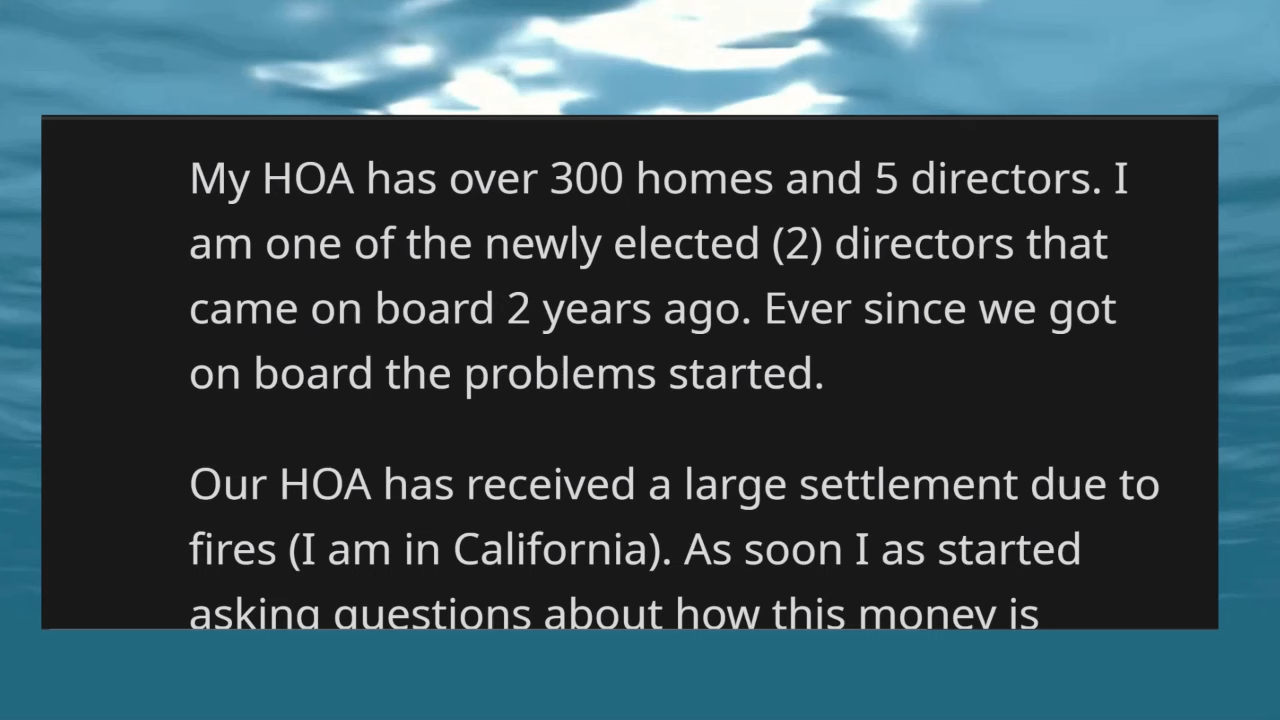 My HOA has over 300 homes and 5 directors. I
am one of the newly elected (2) directors that
came on board 2 years ago. Ever since we got
on board the problems started.
Our HOA has received a large settlement due to
fires (I am in California). As soon I as started
asking questions about how this money is